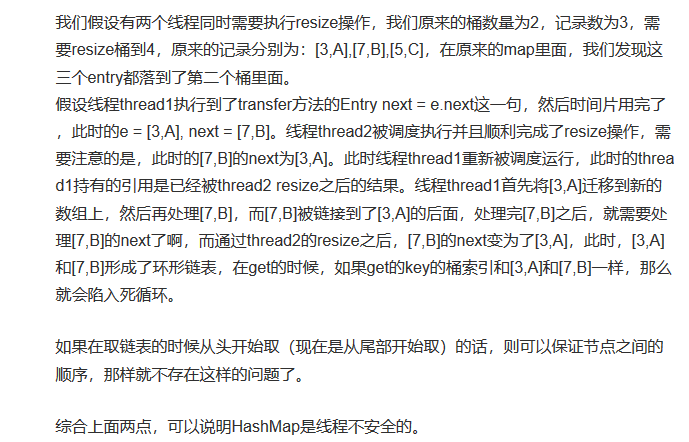 我们假设有两个线程同时需要执行resize操作，我们原来的桶数量为2，记录数为3，需
要resize桶到4，原来的记录分别为：[3,A],[7,B],[5,C]，在原来的map里面，我们发现这
三个entry都落到了第二个桶里面。
假设线程thread1执行到了transfer方法的Entry next = e.next这一句，然后时间片用完了
，此时的e = [3,A], next = [7,B]。线程thread2被调度执行并且顺利完成了resize操作，需
要注意的是，此时的[7,B]的next为[3,A]。此时线程thread1重新被调度运行，此时的threa
d1持有的引用是已经被thread2 resize之后的结果。线程thread1首先将[3,A]迁移到新的
数组上，然后再处理[7,B]，而[7,B]被链接到了[3,A]的后面，处理完[7,B]之后，就需要处
理[7,B]的next了啊，而通过thread2的resize之后，[7,B]的next变为了[3,A]，此时，[3,A]
和[7,B]形成了环形链表，在get的时候，如果get的key的桶索引和[3,A]和[7,B]一样，那么
就会陷入死循环。
如果在取链表的时候从头开始取（现在是从尾部开始取）的话，则可以保证节点之间的
顺序，那样就不存在这样的问题了。
综合上面两点，可以说明HashMap是线程不安全的。